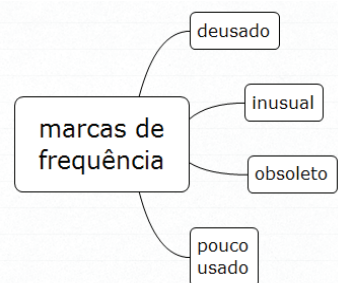 deusado
inusual
marcas de
frequência
obsoleto
pouco
usado